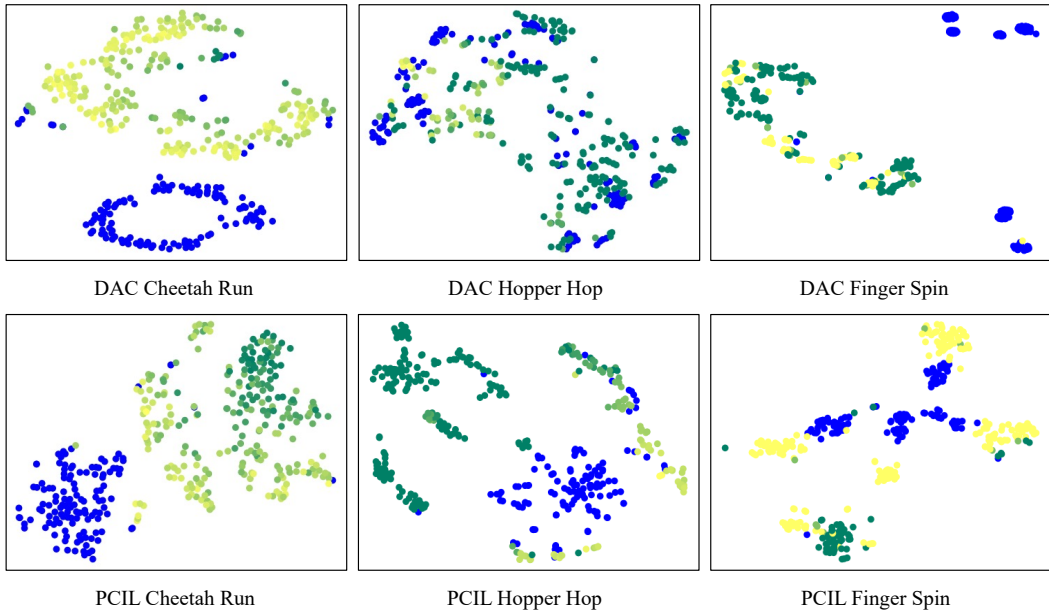 DAC Cheetah Run
DAC Hopper Hop
DAC Finger Spin
PCIL Cheetah Run
PCIL Hopper Hop
PCIL Finger Spin